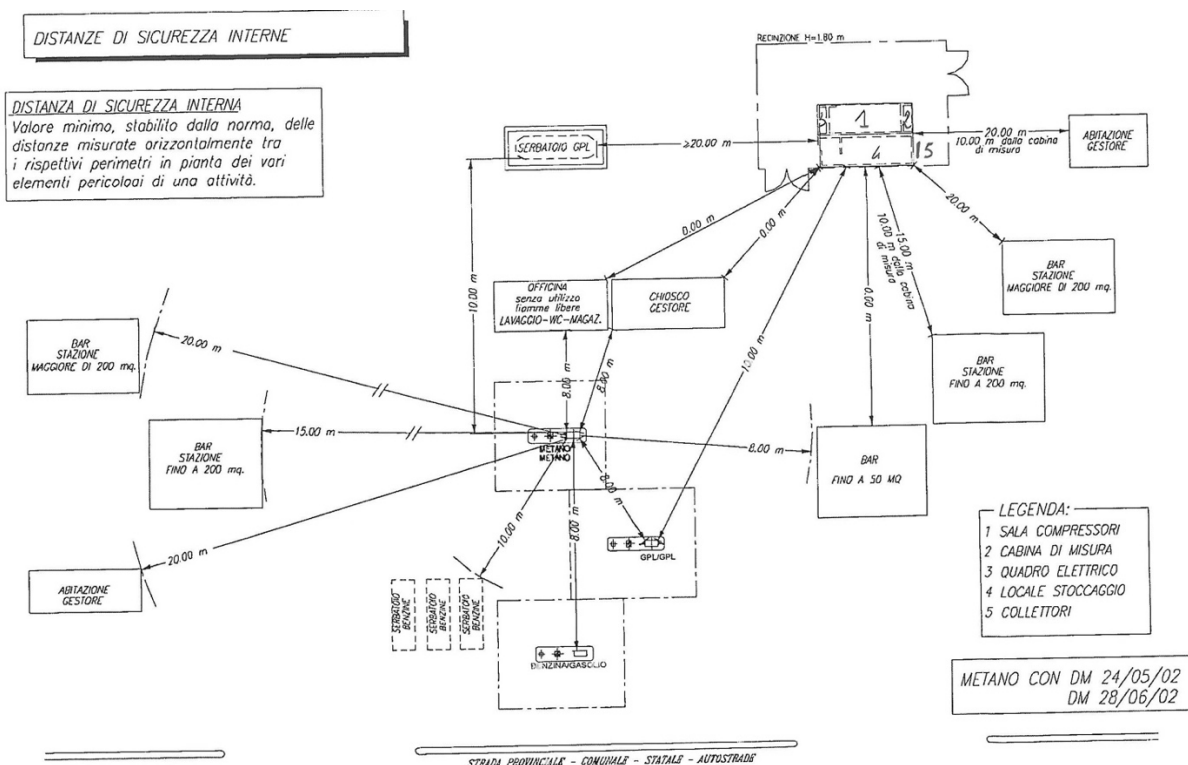 DISTANZE DI SICUREZZA INTERNE
DISTANZA DI SICUREZZA INTERNA
Valore minimo, stabilito dalla norma, delle
distanze misurate orizzontalmente tra
i rispettivi perimetri in pianta dei vari
elementi pericoloai di una attività.
RECINZIONE H=1.80 m
SERBATOIO GPL
≥20.00 m
1
2
4
15
20.00 m
10.00 m dalla cabina
di misura
ABITAZIONE
GESTORE
10.00 m
0.00 m
0.00 m
10.00 m
0.00 m
15.00 m
10.00 m dalla cabina
di misura
20.00 m
BAR
STAZIONE
MAGGIORE DI 200 mq.
OFFICINA
senza utilizzo
fiamme libere
LAVAGGIO-WC-MAGAZ.
CHIOSCO
GESTORE
BAR
STAZIONE
MAGGIORE DI 200 mq.
20.00 m
8.00 m
8.00 m
BAR
STAZIONE
FINO A 200 mq.
BAR
STAZIONE
FINO A 200 mq.
15.00 m
METANO
METANO
8.00 m
BAR
FINO A 50 MQ
8.00 m
10.00 m
8.00 m
GPL/GPL
20.00 m
ABITAZIONE
GESTORE
SERBATOIO
BENZINE
SERBATOIO
BENZINE
SERBATOIO
BENZINE
BENZINA/GASOLIO
LEGENDA:
1 SALA COMPRESSORI
2 CABINA DI MISURA
3 QUADRO ELETTRICO
4 LOCALE STOCCAGGIO
5 COLLETTORI
METANO CON DM 24/05/02
DM 28/06/02
STRADA PROVINCIALE - COMUNALE - STATALE - AUTOSTRADE